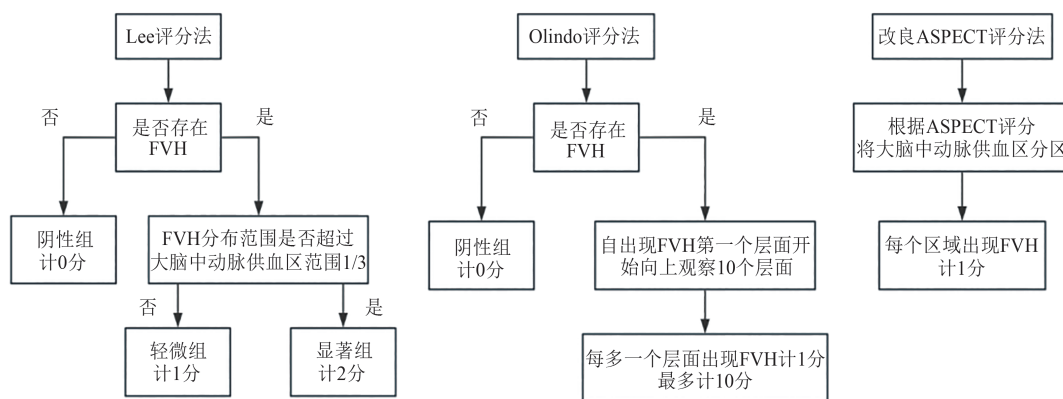 Lee评分法
否
是
是否存在
FVH
阴性组
计0分
FVH分布范围是否超过
大脑中动脉供血区范围1/3
否
是
轻微组
计1分
显著组
计2分
Olindo评分法
否
是
是否存在
FVH
阴性组
计0分
自出现FVH第一个层面开
始向上观察10个层面
每多一个层面出现FVH计1分
最多计10分
改良ASPECT评分法
根据ASPECT评分
将大脑中动脉供血区分区
每个区域出现FVH
计1分